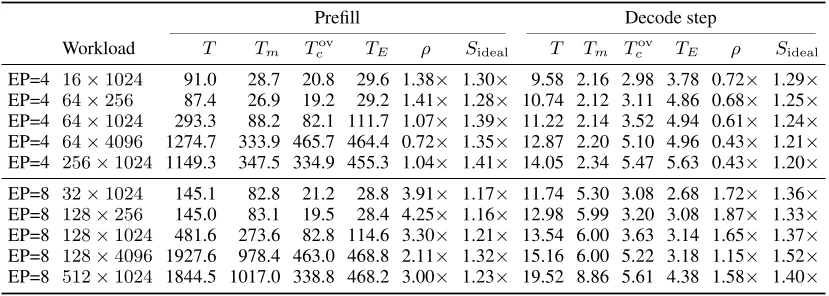 Prefill Decode step
Workload T T_m T_c^ov T_E ρ S_ideal T T_m T_c^ov T_E ρ S_ideal
EP=4 16 × 1024 91.0 28.7 20.8 29.6 1.38× 1.30× 9.58 2.16 2.98 3.78 0.72× 1.29×
EP=4 64 × 256 87.4 26.9 19.2 29.2 1.41× 1.28× 10.74 2.12 3.11 4.86 0.68× 1.25×
EP=4 64 × 1024 293.3 88.2 82.1 111.7 1.07× 1.39× 11.22 2.14 3.52 4.94 0.61× 1.24×
EP=4 64 × 4096 1274.7 333.9 465.7 464.4 0.72× 1.35× 12.87 2.20 5.10 4.96 0.43× 1.21×
EP=4 256 × 1024 1149.3 347.5 334.9 455.3 1.04× 1.41× 14.05 2.34 5.47 5.63 0.43× 1.20×
EP=8 32 × 1024 145.1 82.8 21.2 28.8 3.91× 1.17× 11.74 5.30 3.08 2.68 1.72× 1.36×
EP=8 128 × 256 145.0 83.1 19.5 28.4 4.25× 1.16× 12.98 5.99 3.20 3.08 1.87× 1.33×
EP=8 128 × 1024 481.6 273.6 82.8 114.6 3.30× 1.21× 13.54 6.00 3.63 3.14 1.65× 1.37×
EP=8 128 × 4096 1927.6 978.4 463.0 468.8 2.11× 1.32× 15.16 6.00 5.22 3.18 1.15× 1.52×
EP=8 512 × 1024 1844.5 1017.0 338.8 468.2 3.00× 1.23× 19.52 8.86 5.61 4.38 1.58× 1.40×